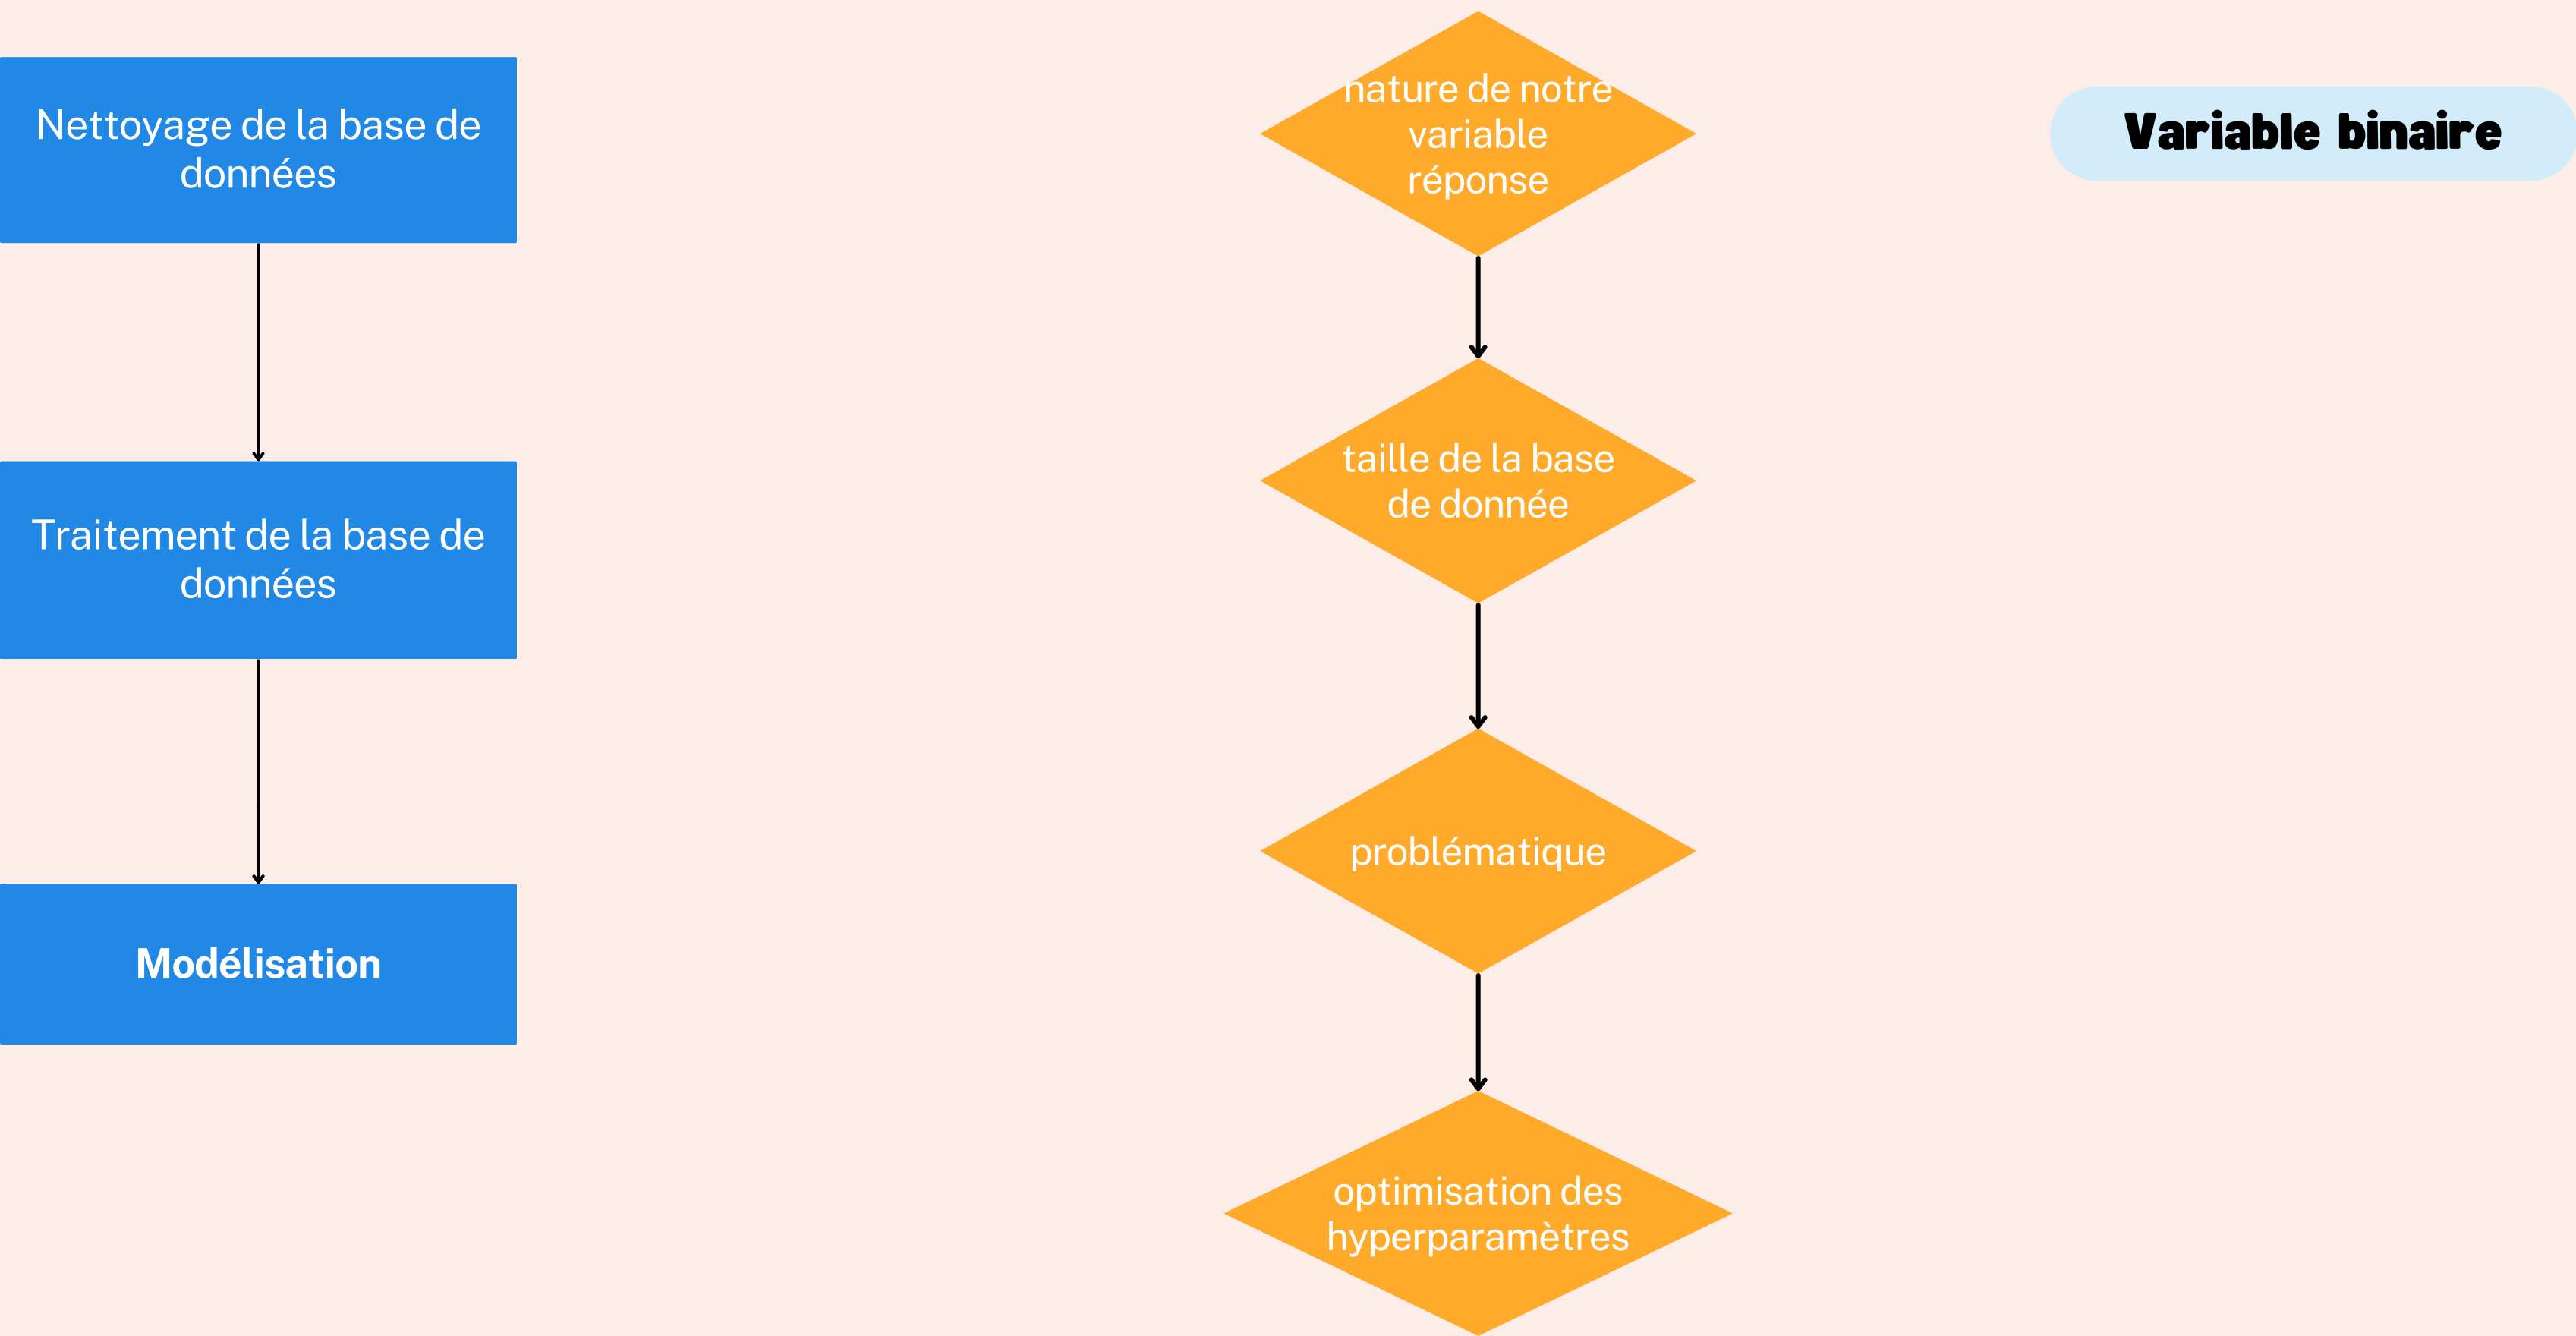 Nettoyage de la base de
données
Traitement de la base de
données
Modélisation
nature de notre
variable
réponse
taille de la base
de donnée
problématique
optimisation des
hyperparamètres
Variable binaire